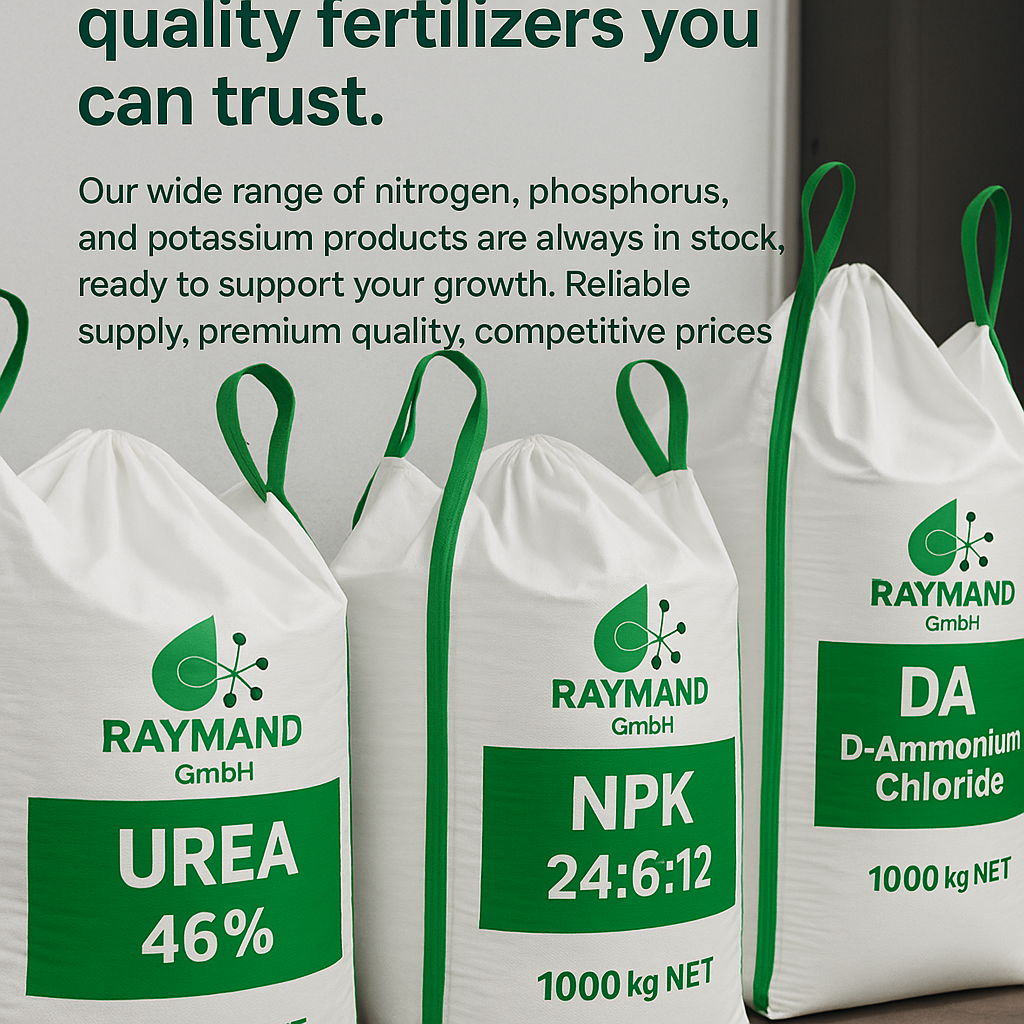 quality fertilizers you
can trust.
Our wide range of nitrogen, phosphorus,
and potassium products are always in stock,
ready to support your growth. Reliable
supply, premium quality, competitive prices
RAYMAND
GmbH
UREA
46%
RAYMAND
GmbH
NPK
24:6:12
1000 kg NET
RAYMAND
GmbH
DA
D-Ammonium
Chloride
1000 kg NET